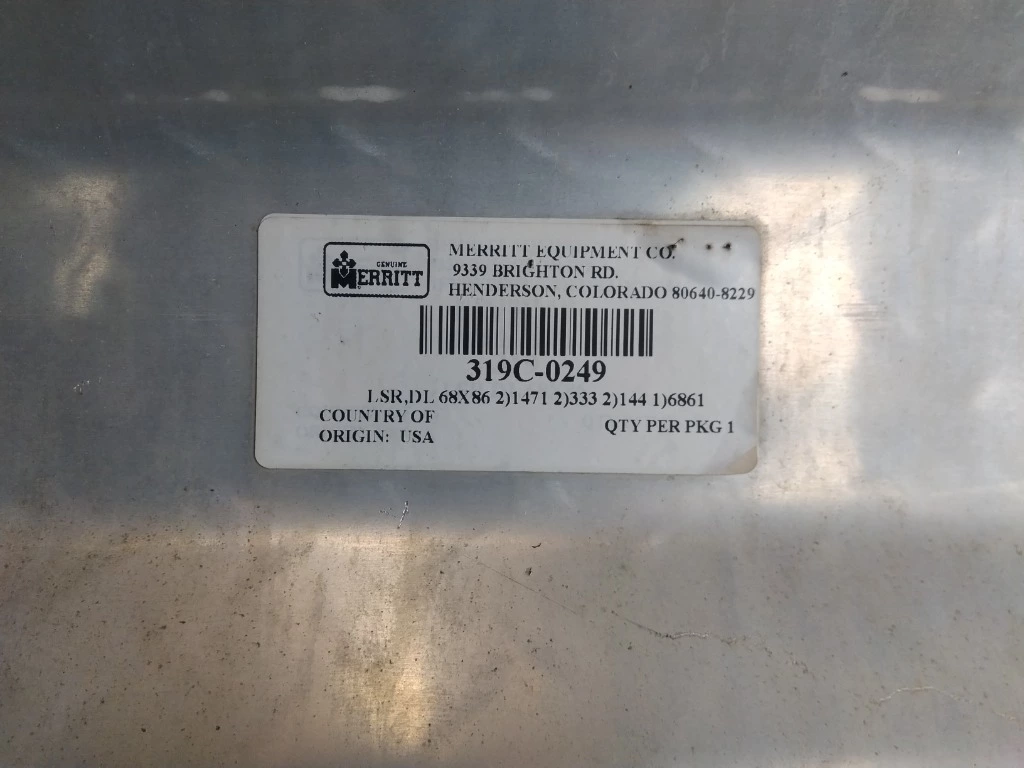 GENUINE
MERRITT
MERRITT EQUIPMENT CO.
9339 BRIGHTON RD.
HENDERSON, COLORADO 80640-8229
319C-0249
LSR,DL 68X86 2)1471 2)333 2)144 1)6861
COUNTRY OF
ORIGIN: USA
QTY PER PKG 1